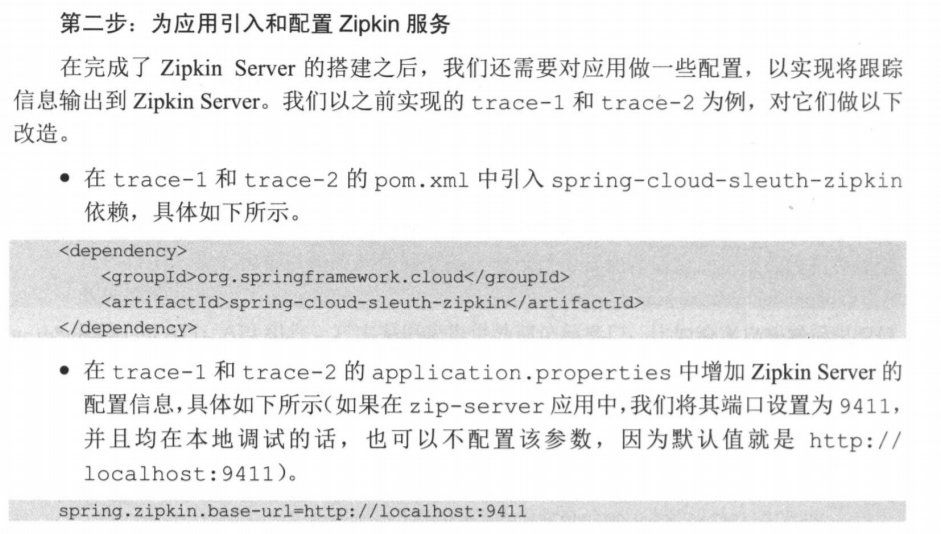 第二步：为应用引入和配置 Zipkin 服务
在完成了 Zipkin Server 的搭建之后，我们还需要对应用做一些配置，以实现将跟踪
信息输出到 Zipkin Server。我们以之前实现的 trace-1 和 trace-2 为例，对它们做以下
改造。
● 在 trace-1 和 trace-2 的 pom.xml 中引入 spring-cloud-sleuth-zipkin
依赖，具体如下所示。
<dependency>
<groupId>org.springframework.cloud</groupId>
<artifactId>spring-cloud-sleuth-zipkin</artifactId>
</dependency>
● 在 trace-1 和 trace-2 的 application.properties 中增加 Zipkin Server 的
配置信息，具体如下所示（如果在 zip-server 应用中，我们将其端口设置为 9411，
并且均在本地调试的话，也可以不配置该参数，因为默认值就是 http://
localhost:9411）。
spring.zipkin.base-url=http://localhost:9411